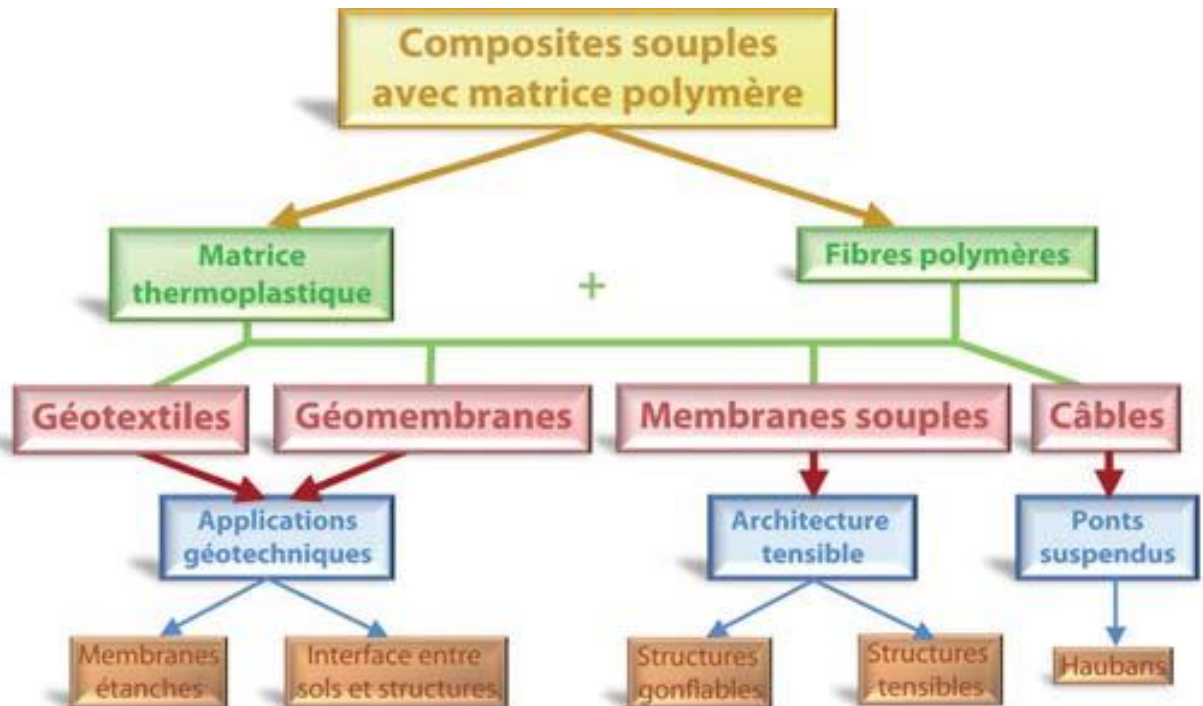 Composites souples
avec matrice polymère
Matrice
thermoplastique
+
Fibres polymères
Géotextiles
Géomembranes
Membranes souples
Câbles
Applications
géotechniques
Architecture
tensible
Ponts
suspendus
Membranes
étanches
Interface entre
sols et structures
Structures
gonflables
Structures
tensibles
Haubans